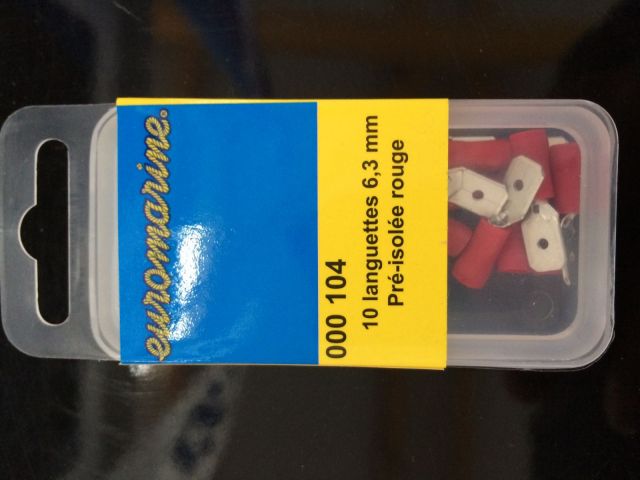 euromarine.
000 104
10 languettes 6,3 mm
Pré-isolée rouge